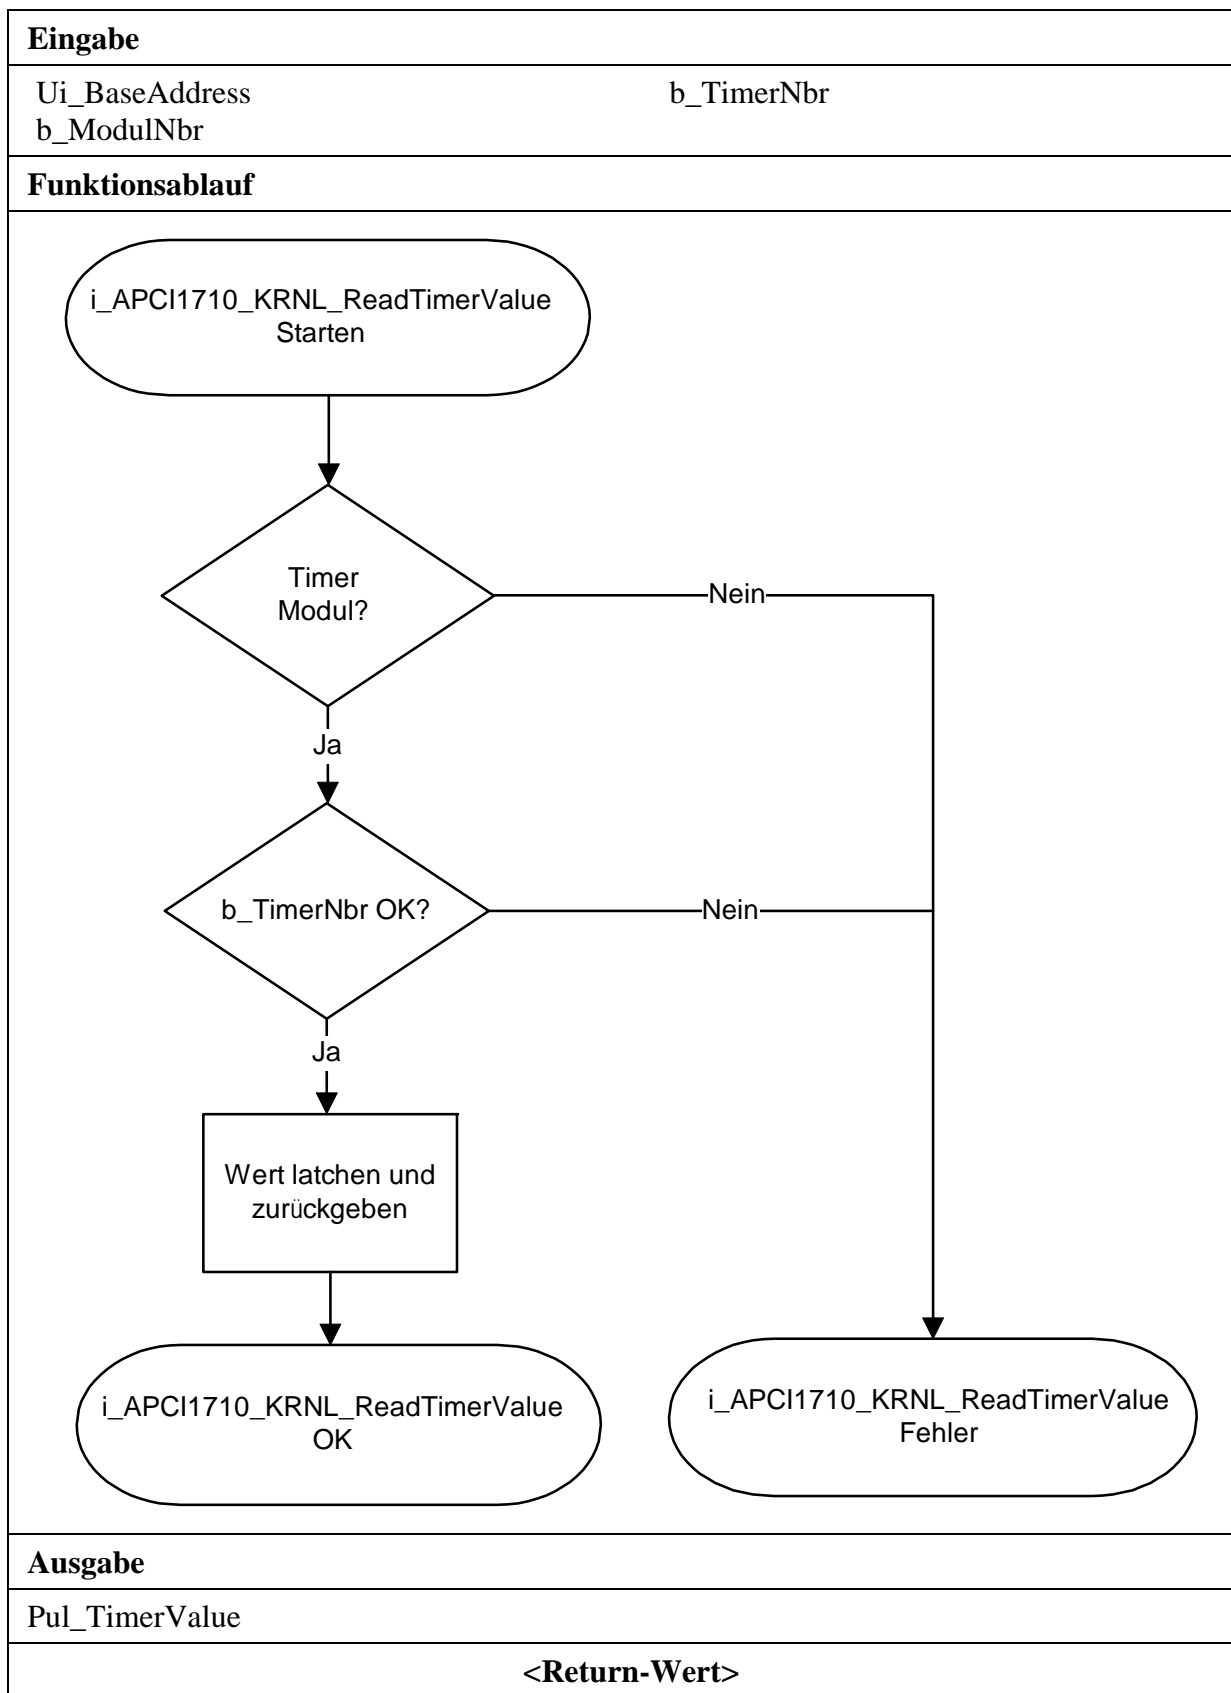 Eingabe
Ui_BaseAddress b_TimerNbr
b_ModulNbr
Funktionsablauf
i_APCI1710_KRNL_ReadTimerValue
Starten
Timer
Modul?
Nein
Ja
b_TimerNbr OK?
Nein
Ja
Wert latchen und
zurückgeben
i_APCI1710_KRNL_ReadTimerValue
OK
i_APCI1710_KRNL_ReadTimerValue
Fehler
Ausgabe
Pul_TimerValue
<Return-Wert>